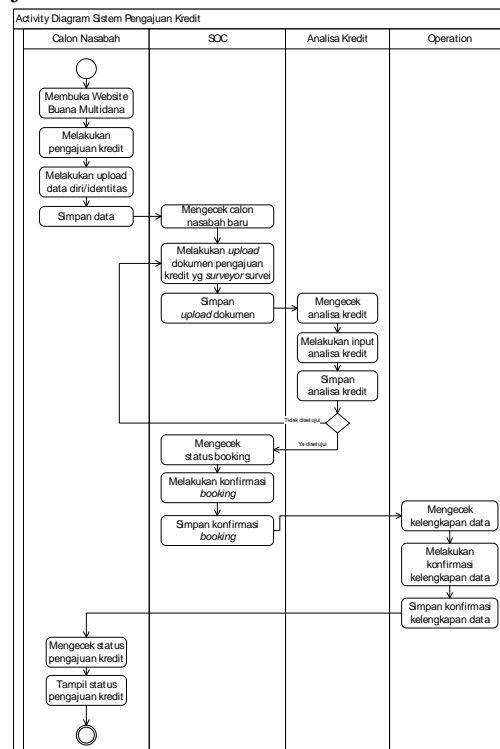 Activity Diagram Sistem Pengajuan Kredit
Calon Nasabah
SOC
Analisa Kredit
Operation
Membuka Website
Buana Multidana
Melakukan
pengajuan kredit
Melakukan upload
data diri/identitas
Simpan data
Mengecek calon
nasabah baru
Melakukan upload
dokumen pengajuan
kredit yg surveyor survei
Simpan
upload dokumen
Mengecek
analisa kredit
Melakukan input
analisa kredit
Simpan
analisa kredit
Tidak disetujui
Ya disetujui
Mengecek
status booking
Melakukan konfirmasi
booking
Simpan konfirmasi
booking
Mengecek
kelengkapan data
Melakukan
konfirmasi
kelengkapan data
Simpan konfirmasi
kelengkapan data
Mengecek status
pengajuan kredit
Tampil status
pengajuan kredit